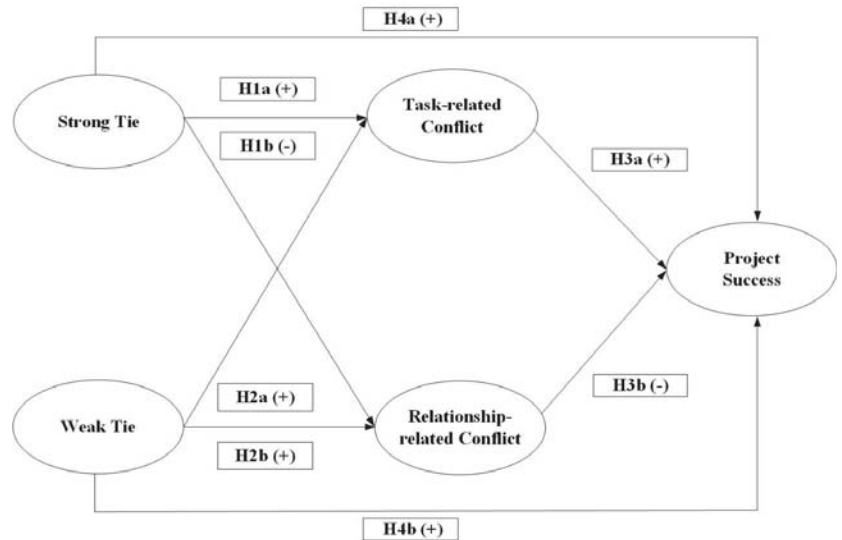 H4a (+)
H1a (+)
Strong Tie
H1b (-)
Task-related
Conflict
H3a (+)
Project
Success
H2a (+)
H3b (-)
Weak Tie
Relationship-
related Conflict
H2b (+)
H4b (+)